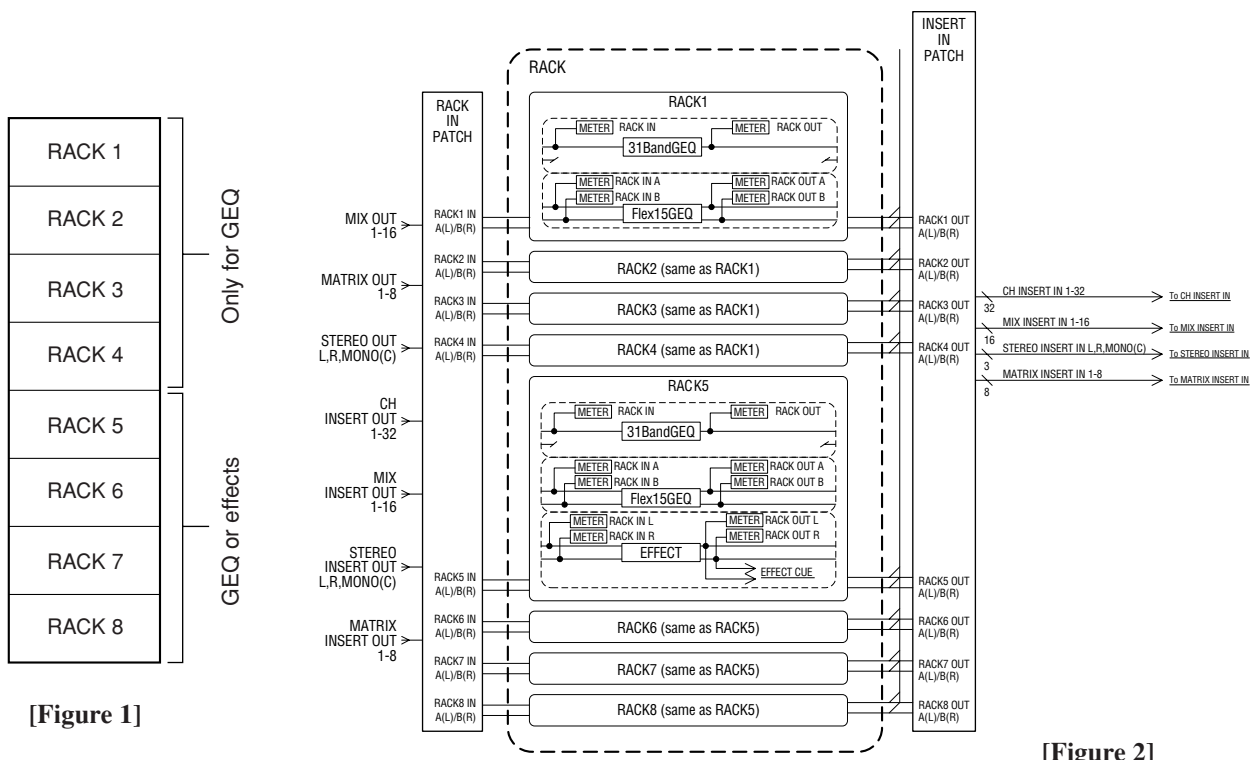 RACK 1
RACK 2
RACK 3
RACK 4
RACK 5
RACK 6
RACK 7
RACK 8
Only for GEQ
GEQ or effects
[Figure 1]
MIX OUT
1-16
MATRIX OUT
1-8
STEREO OUT
L,R,MONO(C)
CH
INSERT OUT
1-32
MIX
INSERT OUT
1-16
STEREO
INSERT OUT
L,R,MONO(C)
MATRIX
INSERT OUT
1-8
RACK
IN
PATCH
RACK1 IN
A(L)/B(R)
RACK2 IN
A(L)/B(R)
RACK3 IN
A(L)/B(R)
RACK4 IN
A(L)/B(R)
RACK5 IN
A(L)/B(R)
RACK6 IN
A(L)/B(R)
RACK7 IN
A(L)/B(R)
RACK8 IN
A(L)/B(R)
RACK
RACK1
METER RACK IN METER RACK OUT
31BandGEQ
METER RACK IN A METER RACK OUT A
METER RACK IN B METER RACK OUT B
Flex15GEQ
RACK2 (same as RACK1)
RACK3 (same as RACK1)
RACK4 (same as RACK1)
RACK5
METER RACK IN METER RACK OUT
31BandGEQ
METER RACK IN A METER RACK OUT A
METER RACK IN B METER RACK OUT B
Flex15GEQ
METER RACK IN L METER RACK OUT L
METER RACK IN R METER RACK OUT R
EFFECT
EFFECT CUE
RACK6 (same as RACK5)
RACK7 (same as RACK5)
RACK8 (same as RACK5)
INSERT
IN
PATCH
RACK1 OUT
A(L)/B(R)
RACK2 OUT
A(L)/B(R)
RACK3 OUT
A(L)/B(R)
RACK4 OUT
A(L)/B(R)
RACK5 OUT
A(L)/B(R)
RACK6 OUT
A(L)/B(R)
RACK7 OUT
A(L)/B(R)
RACK8 OUT
A(L)/B(R)
CH INSERT IN 1-32 To CH INSERT IN
32
MIX INSERT IN 1-16 To MIX INSERT IN
16
STEREO INSERT IN L,R,MONO(C) To STEREO INSERT IN
3
MATRIX INSERT IN 1-8 To MATRIX INSERT IN
8
[Figure 2]